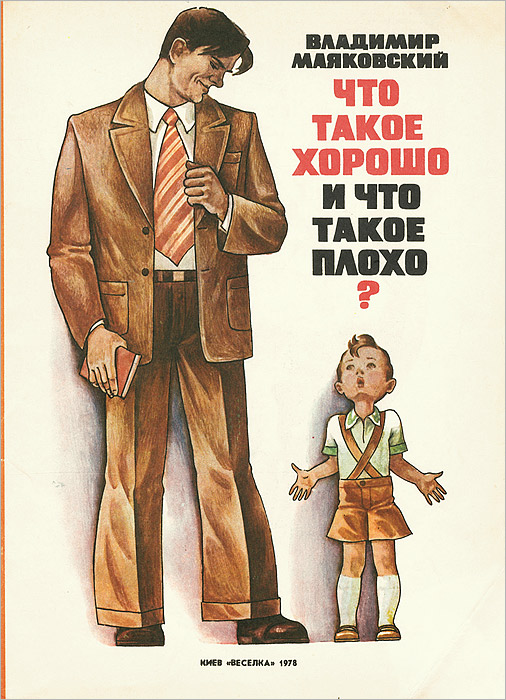 ВЛАДИМИР
МАЯКОВСКИЙ
ЧТО
ТАКОЕ
ХОРОШО
И ЧТО
ТАКОЕ
ПЛОХО
?
КИЕВ «ВЕСЕЛКА» 1978